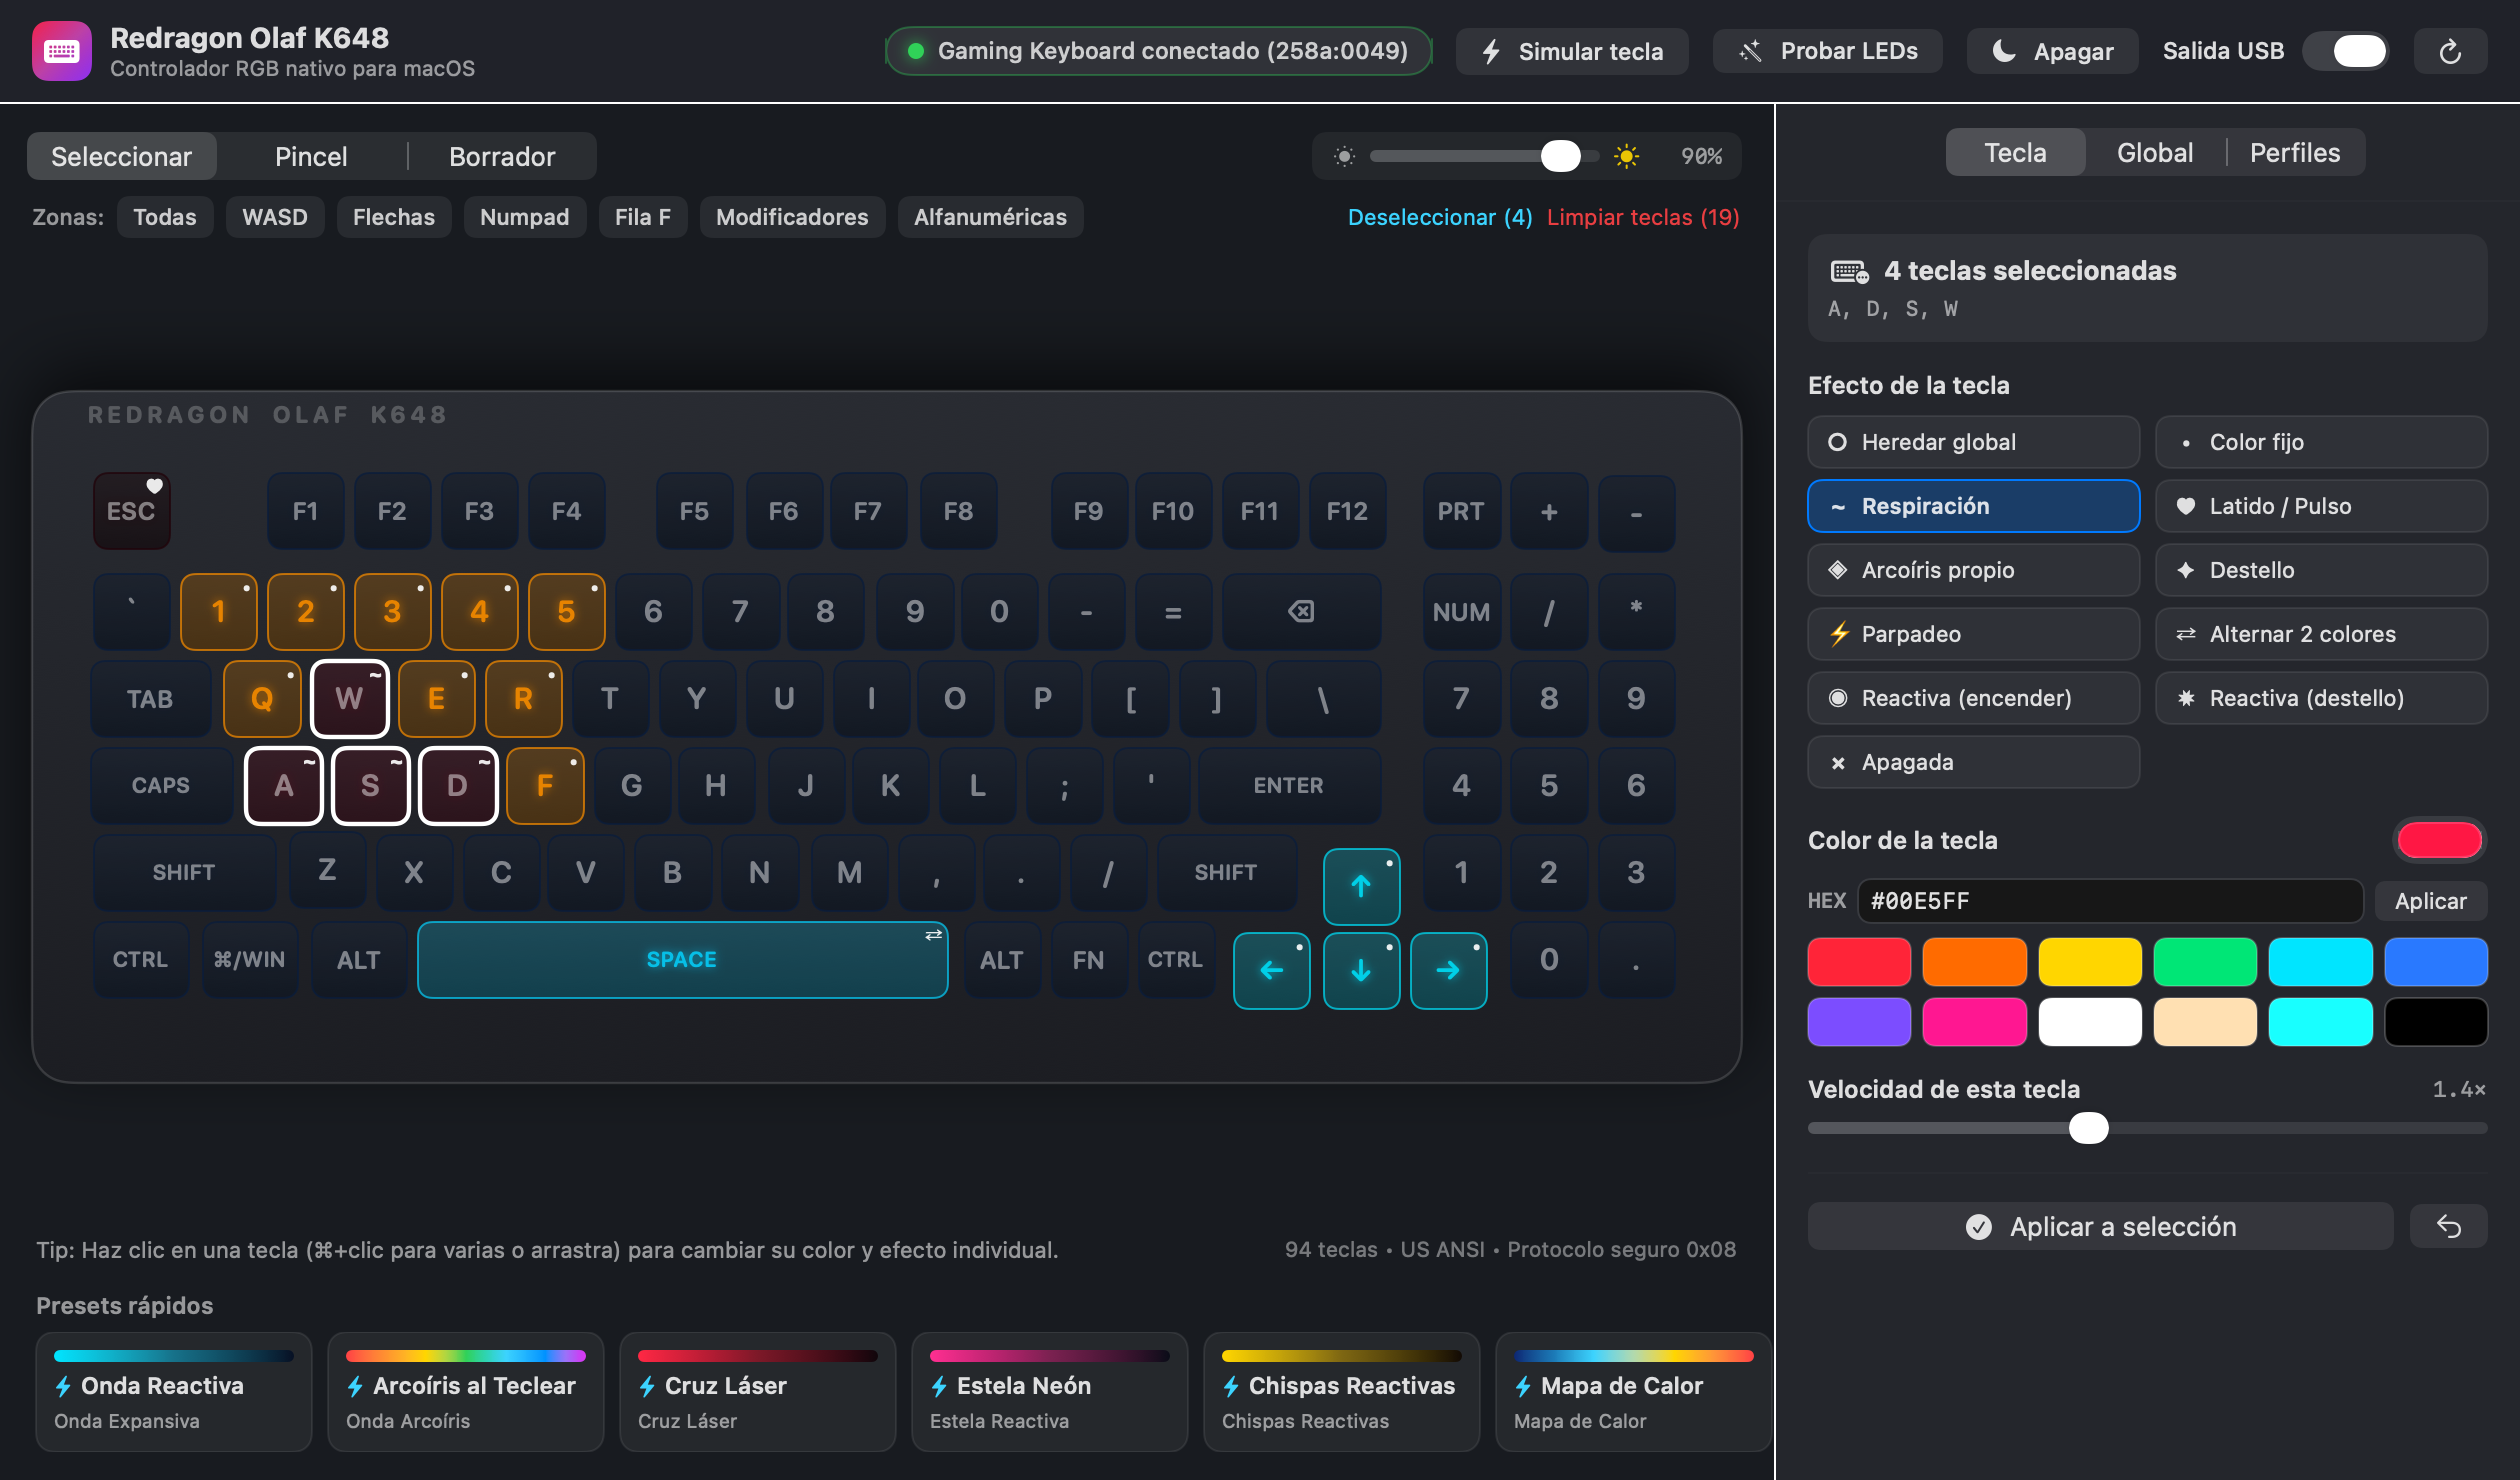 Redragon Olaf K648
Controlador RGB nativo para macOS
Gaming Keyboard conectado (258a:0049)
Simular tecla
Probar LEDs
Apagar
Salida USB
Seleccionar
Pincel
Borrador
90%
Zonas:
Todas
WASD
Flechas
Numpad
Fila F
Modificadores
Alfanuméricas
Deseleccionar (4)
Limpiar teclas (19)
REDRAGON OLAF K648
ESC F1 F2 F3 F4 F5 F6 F7 F8 F9 F10 F11 F12 PRT + -
` 1 2 3 4 5 6 7 8 9 0 - = ⌫ NUM / *
TAB Q W ~ E R T Y U I O P [ ] \ 7 8 9
CAPS A ~ S ~ D ~ F G H J K L ; ' ENTER 4 5 6
SHIFT Z X C V B N M , . / SHIFT ↑ 1 2 3
CTRL ⌘/WIN ALT SPACE ⇄ ALT FN CTRL ← ↓ → 0 .
Tip: Haz clic en una tecla (⌘+clic para varias o arrastra) para cambiar su color y efecto individual.
94 teclas • US ANSI • Protocolo seguro 0x08
Presets rápidos
Onda Reactiva
Onda Expansiva
Arcoíris al Teclear
Onda Arcoíris
Cruz Láser
Cruz Láser
Estela Neón
Estela Reactiva
Chispas Reactivas
Chispas Reactivas
Mapa de Calor
Mapa de Calor
Tecla
Global
Perfiles
4 teclas seleccionadas
A, D, S, W
Efecto de la tecla
Heredar global
Color fijo
~ Respiración
Latido / Pulso
Arcoíris propio
Destello
Parpadeo
Alternar 2 colores
Reactiva (encender)
Reactiva (destello)
Apagada
Color de la tecla
HEX
#00E5FF
Aplicar
Velocidad de esta tecla
1.4×
Aplicar a selección